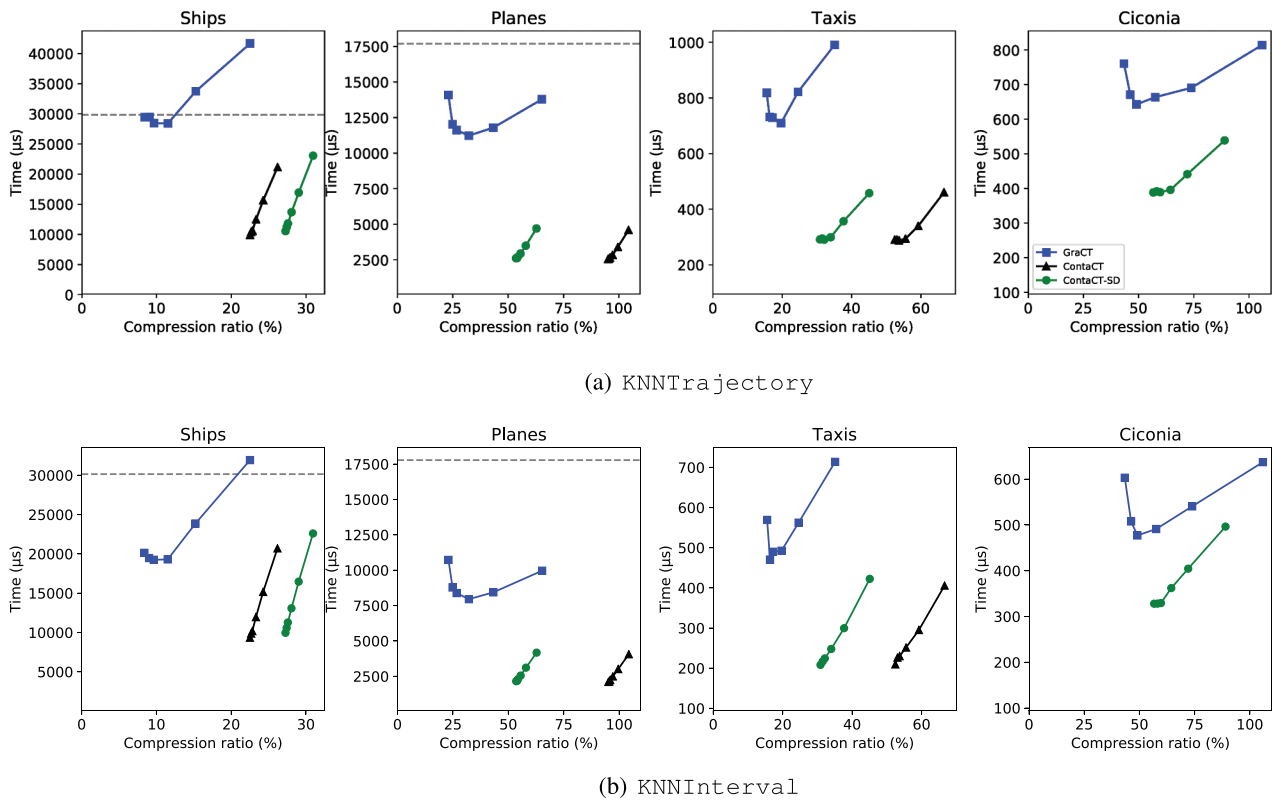 Ships
Planes
Taxis
Ciconia
Time (μs)
40000
35000
30000
25000
20000
15000
10000
5000
0
0 10 20 30
Compression ratio (%)
Time (μs)
17500
15000
12500
10000
7500
5000
2500
0 25 50 75 100
Compression ratio (%)
Time (μs)
1000
800
600
400
200
0 20 40 60
Compression ratio (%)
Time (μs)
800
700
600
500
400
300
200
100
0 25 50 75 100
Compression ratio (%)
GraCT
ContaCT
ContaCT-SD
(a) KNNTrajectory
Ships
Planes
Taxis
Ciconia
Time (μs)
30000
25000
20000
15000
10000
5000
0 10 20 30
Compression ratio (%)
Time (μs)
17500
15000
12500
10000
7500
5000
2500
0 25 50 75 100
Compression ratio (%)
Time (μs)
700
600
500
400
300
200
100
0 20 40 60
Compression ratio (%)
Time (μs)
600
500
400
300
200
100
0 25 50 75 100
Compression ratio (%)
(b) KNNInterval